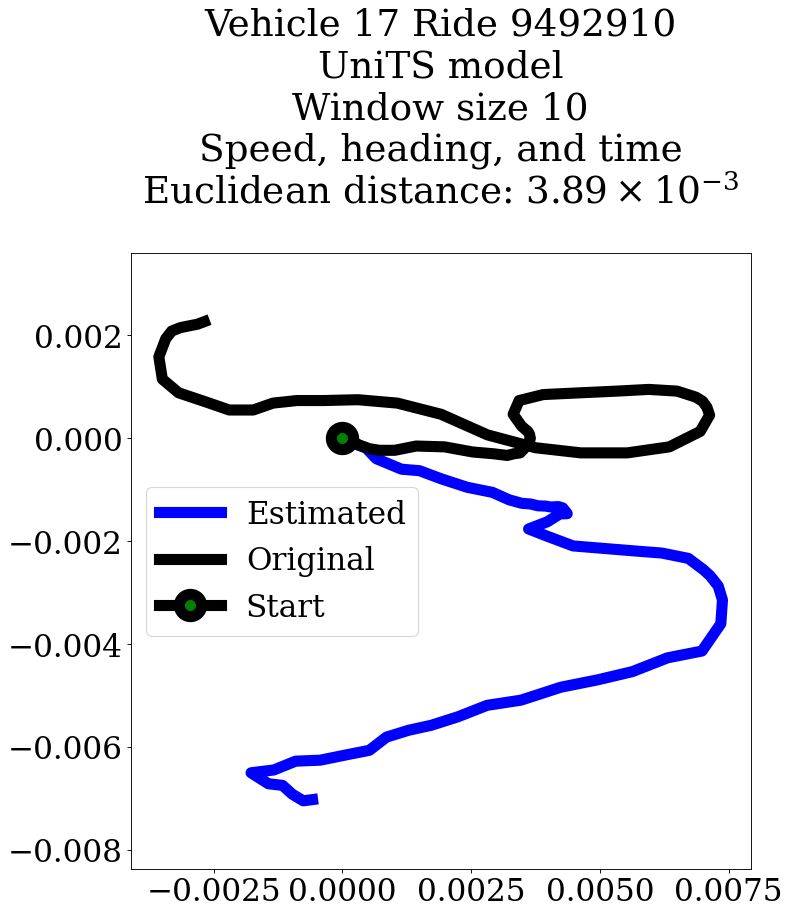 Vehicle 17 Ride 9492910
UniTS model
Window size 10
Speed, heading, and time
Euclidean distance: 3.89 × 10⁻³
0.002
0.000
−0.002
−0.004
−0.006
−0.008
Estimated
Original
Start
−0.0025 0.0000 0.0025 0.0050 0.0075